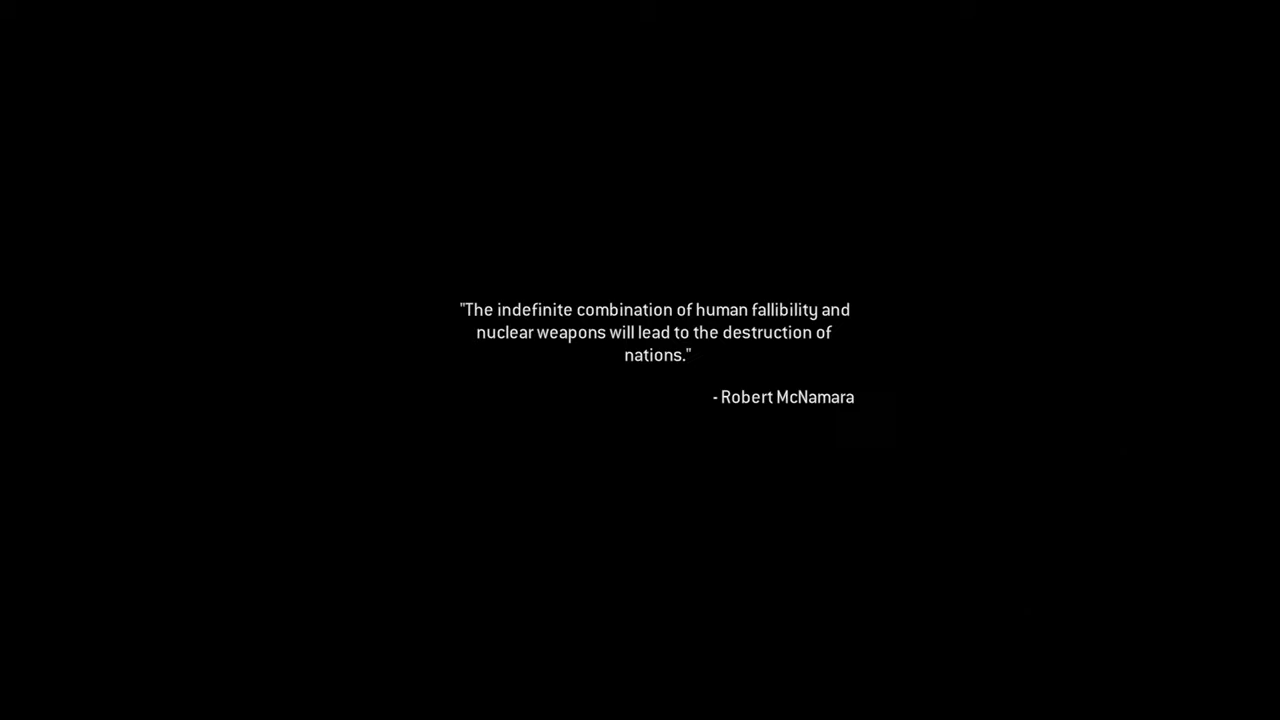 "The indefinite combination of human fallibility and
nuclear weapons will lead to the destruction of
nations."
- Robert McNamara